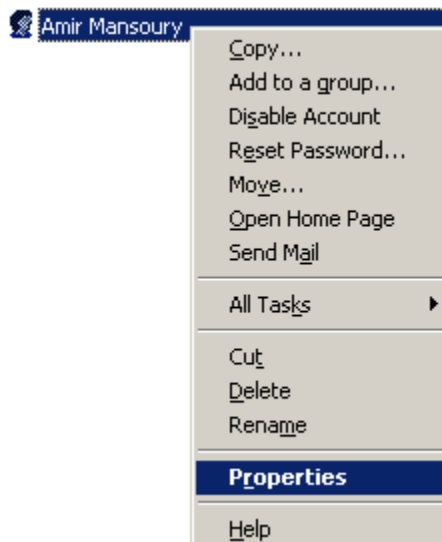 Amir Mansoury
Copy...
Add to a group...
Disable Account
Reset Password...
Move...
Open Home Page
Send Mail
All Tasks
Cut
Delete
Rename
Properties
Help